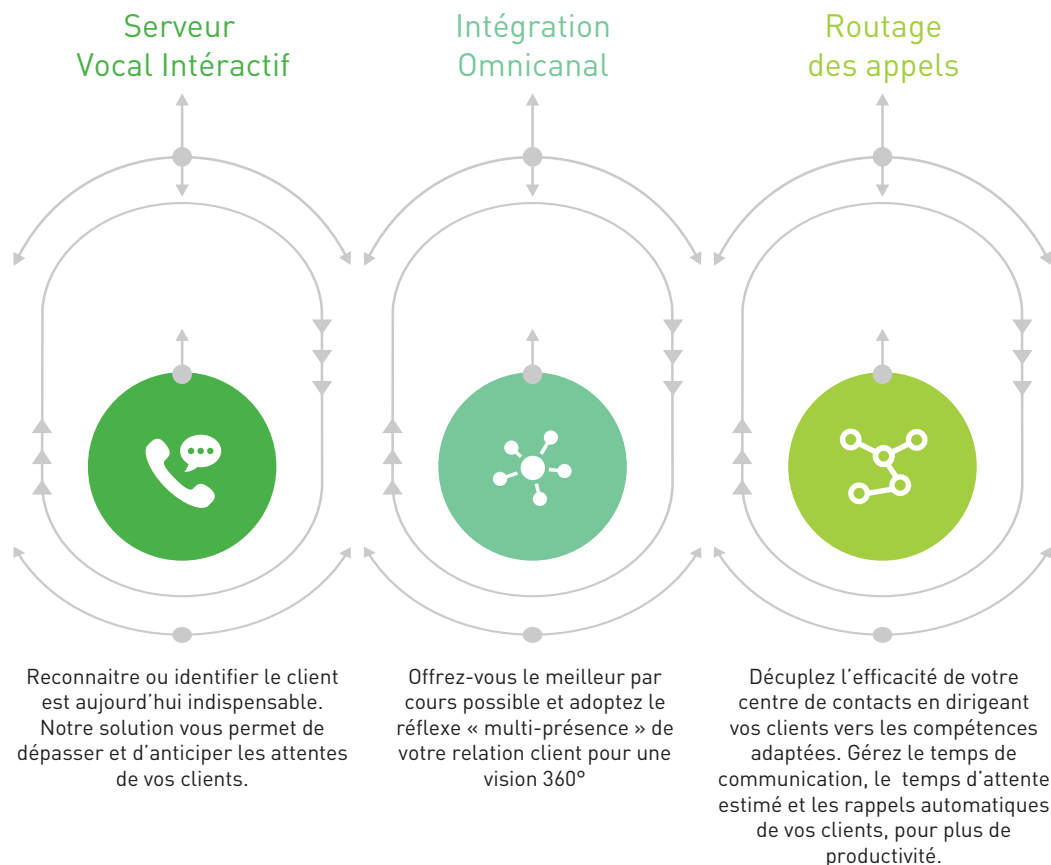 Serveur
Vocal Intéractif
Intégration
Omnicanal
Routage
des appels
Reconnaitre ou identifier le client
est aujourd’hui indispensable.
Notre solution vous permet de
dépasser et d’anticiper les attentes
de vos clients.
Offrez-vous le meilleur par
cours possible et adoptez le
réflexe « multi-présence » de
votre relation client pour une
vision 360°
Décuplez l’efficacité de votre
centre de contacts en dirigeant
vos clients vers les compétences
adaptées. Gérez le temps de
communication, le  temps d’attente
estimé et les rappels automatiques
de vos clients, pour plus de
productivité.